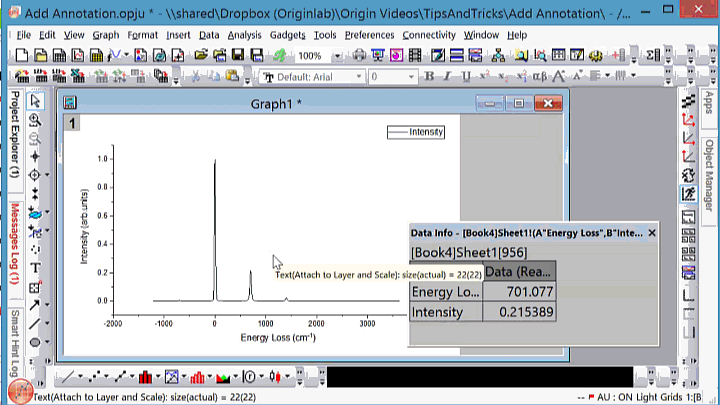 Add Annotation.opju * - \\shared\Dropbox (Originlab)\Origin Videos\TipsAndTricks\Add Annotation\ - /...
File Edit View Graph Format Insert Data Analysis Gadgets Tools Preferences Connectivity Window Help
100%
Default: Arial 0 B I U
Project Explorer (1)
Messages Log (1)
Smart Hint Log
Apps
Object Manager
Graph1 *
1
Intensity
Intensity (arb.units)
1.0
0.8
0.6
0.4
0.2
0.0
-2000 0 1000 2000 3000
Energy Loss (cm-1)
Text(Attach to Layer and Scale): size(actual) = 22(22)
Data Info - [Book4]Sheet1!(A"Energy Loss",B"Inte...
[Book4]Sheet1[956]
Data (Rea...
Energy Lo... 701.077
Intensity 0.215389
Text(Attach to Layer and Scale): size(actual) = 22(22)
-- AU : ON Light Grids 1:[B